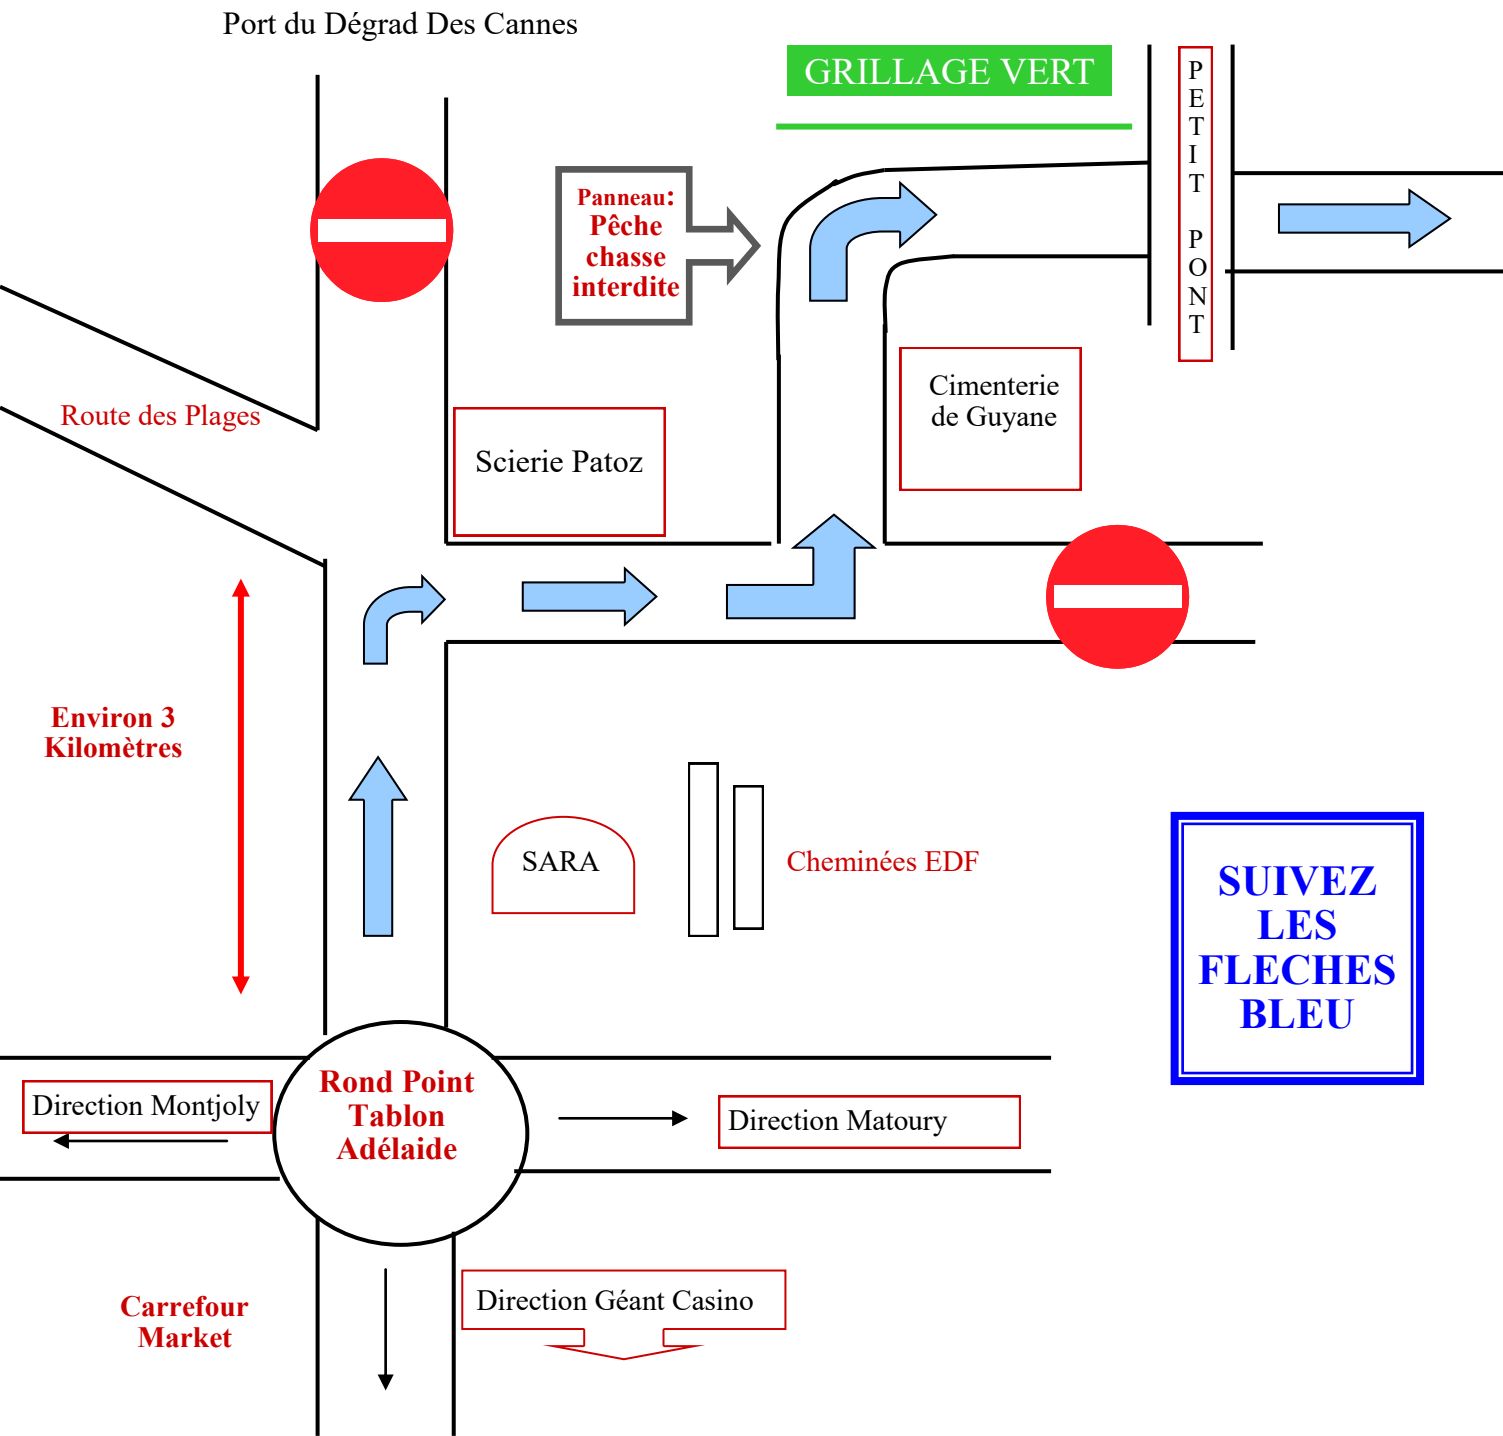 Port du Dégrad Des Cannes
GRILLAGE VERT
PETIT PONT
Panneau:
Pêche
chasse
interdite
Route des Plages
Scierie Patoz
Cimenterie
de Guyane
Environ 3
Kilomètres
SARA
Cheminées EDF
SUIVEZ
LES
FLECHES
BLEU
Rond Point
Tablon
Adélaide
Direction Montjoly
Direction Matoury
Carrefour
Market
Direction Géant Casino